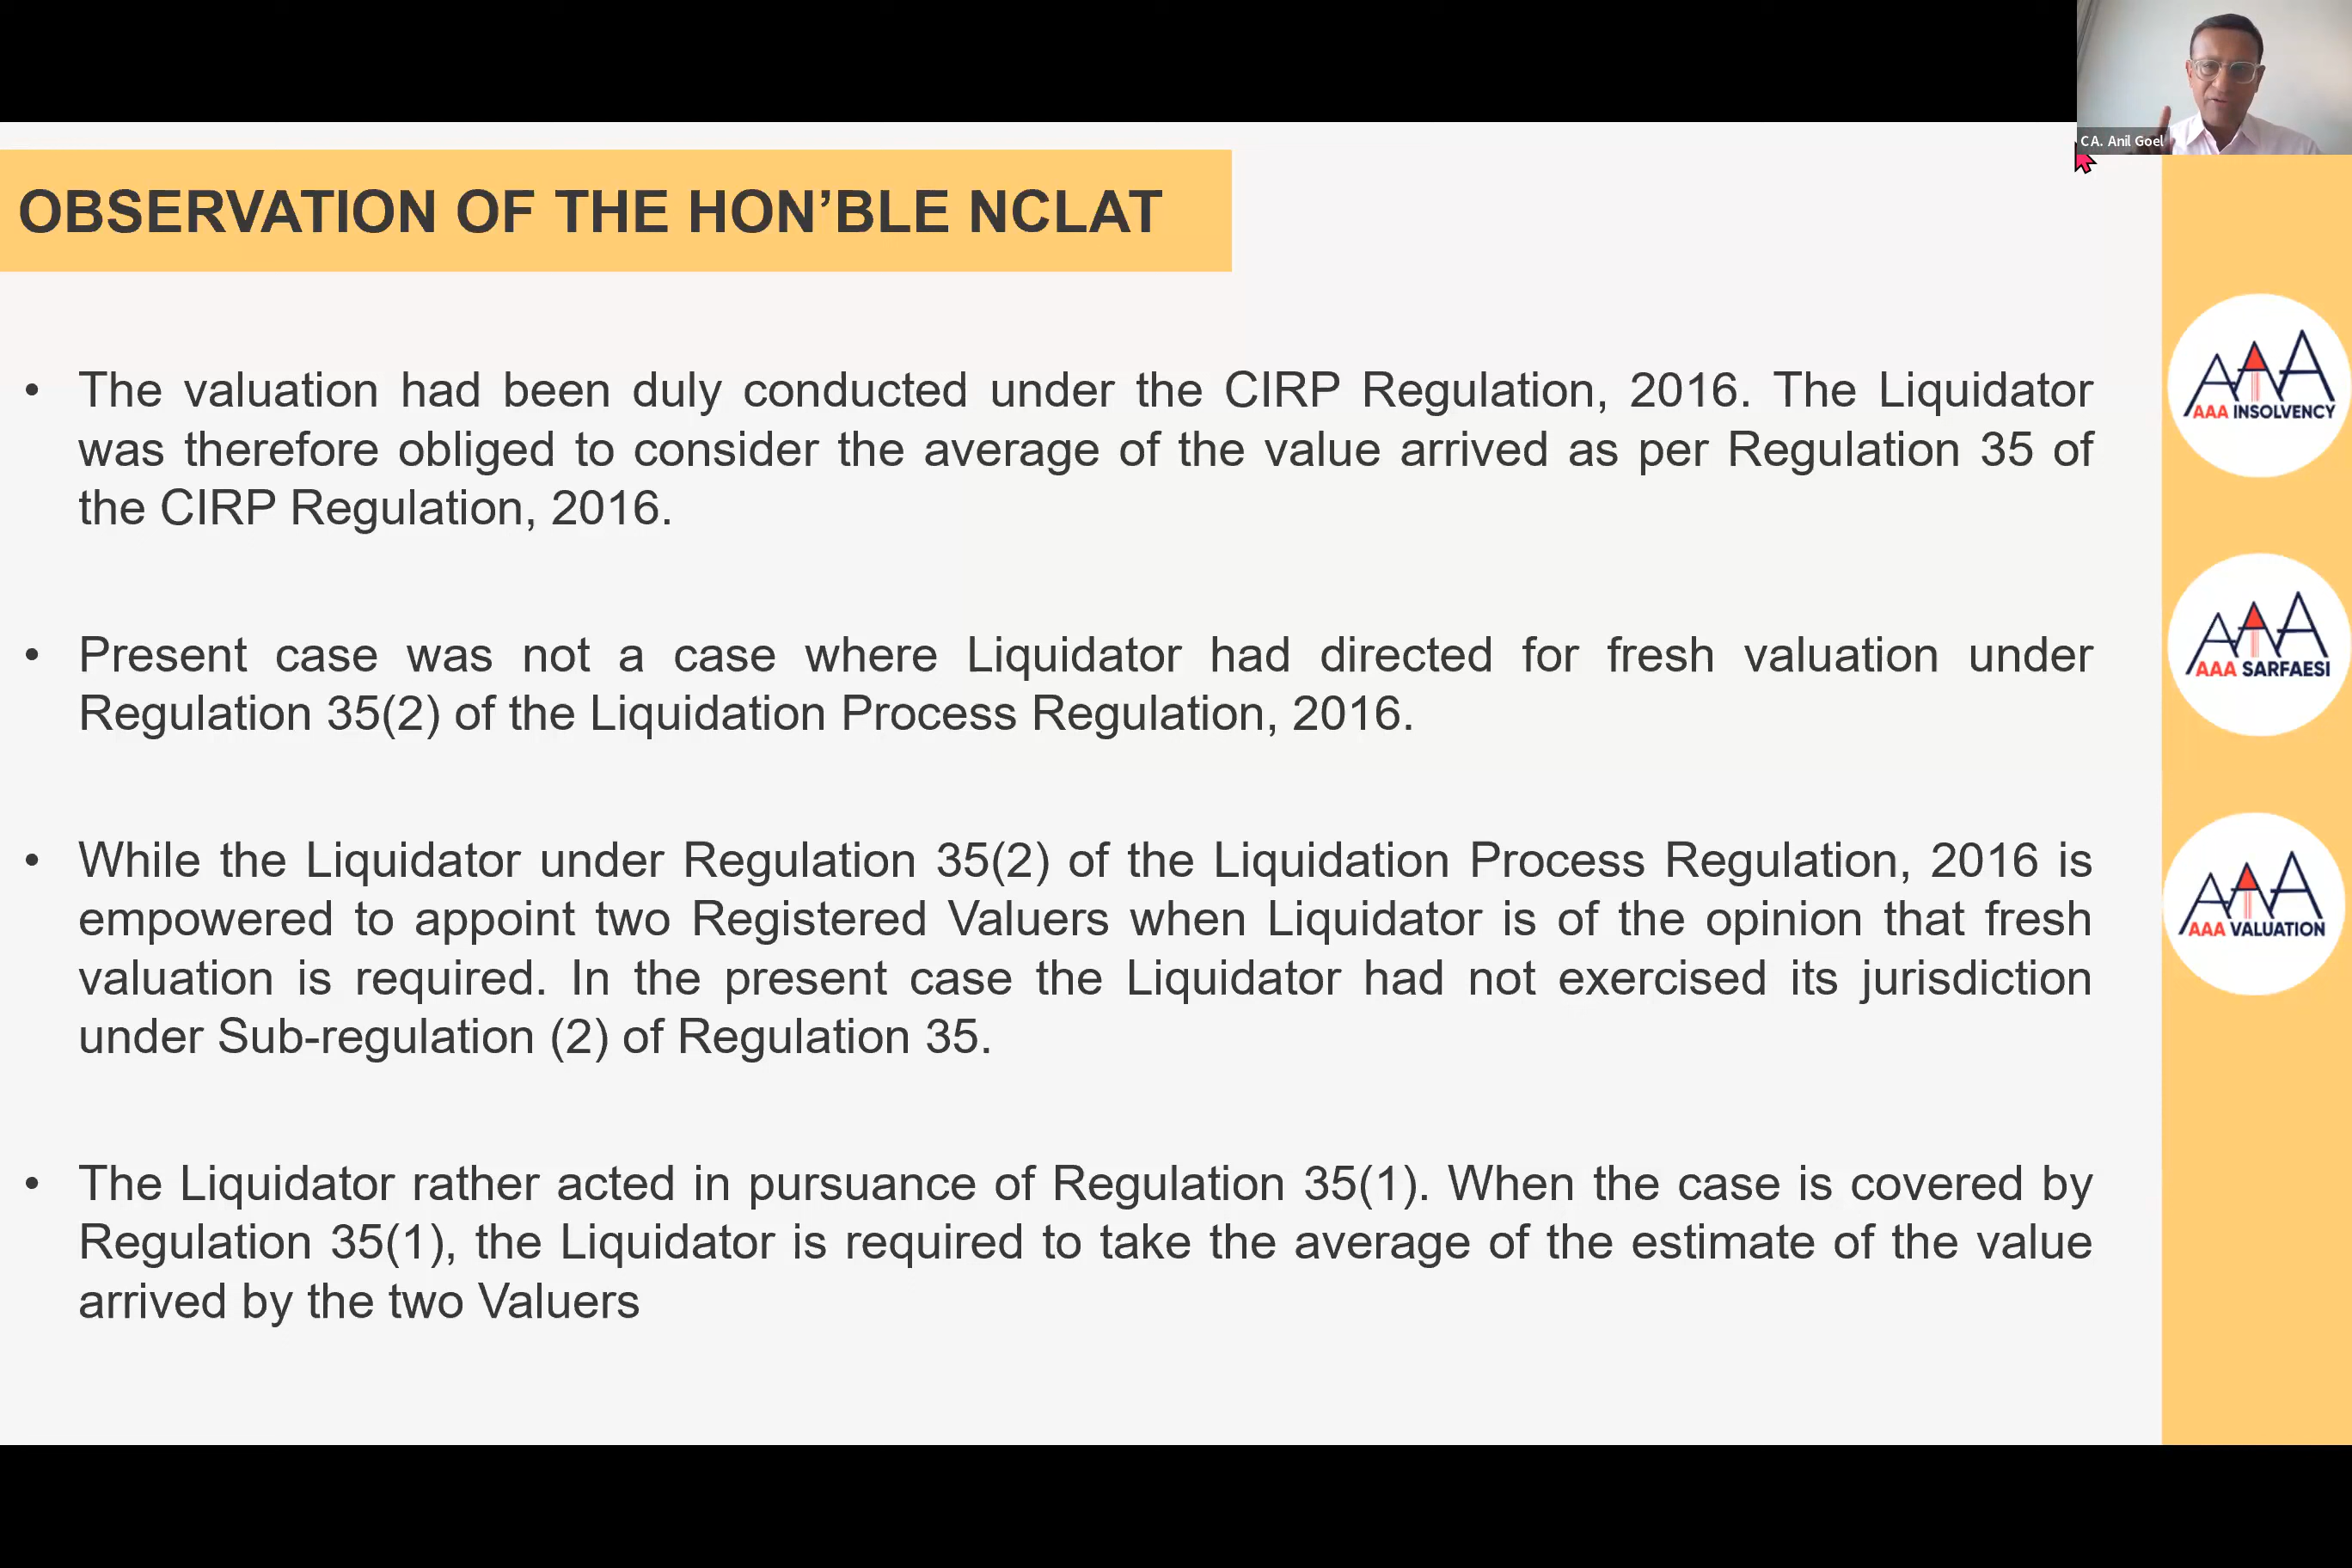 CA. Anil Goel
OBSERVATION OF THE HON’BLE NCLAT
• The valuation had been duly conducted under the CIRP Regulation, 2016. The Liquidator
was therefore obliged to consider the average of the value arrived as per Regulation 35 of
the CIRP Regulation, 2016.
• Present case was not a case where Liquidator had directed for fresh valuation under
Regulation 35(2) of the Liquidation Process Regulation, 2016.
• While the Liquidator under Regulation 35(2) of the Liquidation Process Regulation, 2016 is
empowered to appoint two Registered Valuers when Liquidator is of the opinion that fresh
valuation is required. In the present case the Liquidator had not exercised its jurisdiction
under Sub-regulation (2) of Regulation 35.
• The Liquidator rather acted in pursuance of Regulation 35(1). When the case is covered by
Regulation 35(1), the Liquidator is required to take the average of the estimate of the value
arrived by the two Valuers
AAA
AAA INSOLVENCY
AAA
AAA SARFAESI
AAA
AAA VALUATION